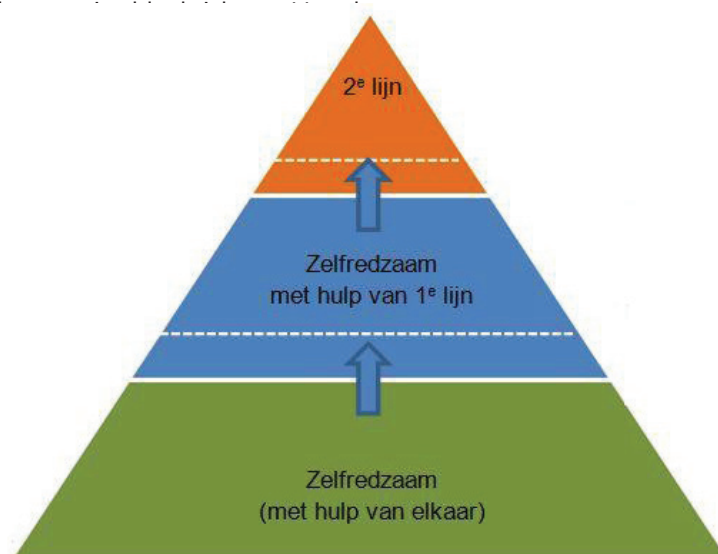 2e lijn
Zelfredzaam
met hulp van 1e lijn
Zelfredzaam
(met hulp van elkaar)